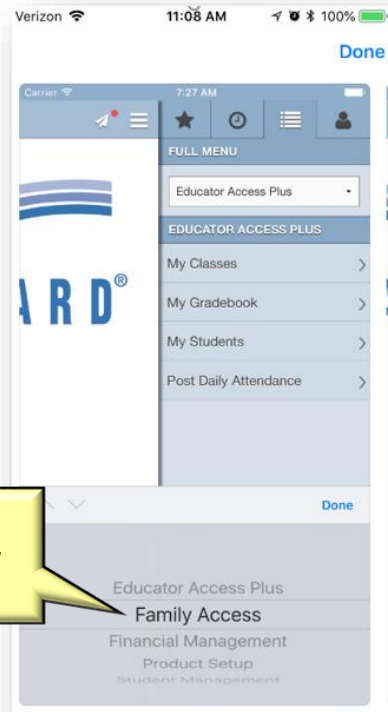 Verizon 11:08 AM 100%
Done
Carrier 7:27 AM
FULL MENU
Educator Access Plus
EDUCATOR ACCESS PLUS
ARD®
My Classes
My Gradebook
My Students
Post Daily Attendance
Done
Educator Access Plus
Family Access
Financial Management
Product Setup
Student Management